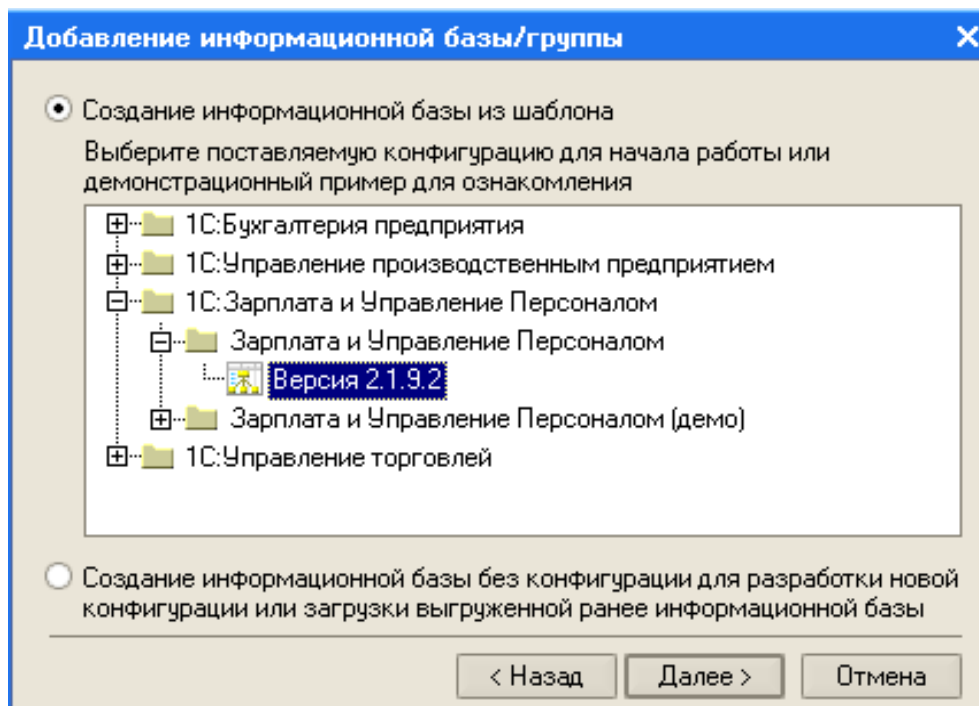 Добавление информационной базы/группы
Создание информационной базы из шаблона
Выберите поставляемую конфигурацию для начала работы или
демонстрационный пример для ознакомления
1С:Бухгалтерия предприятия
1С:Управление производственным предприятием
1С:Зарплата и Управление Персоналом
Зарплата и Управление Персоналом
Версия 2.1.9.2
Зарплата и Управление Персоналом (демо)
1С:Управление торговлей
Создание информационной базы без конфигурации для разработки новой
конфигурации или загрузки выгруженной ранее информационной базы
< Назад Далее > Отмена